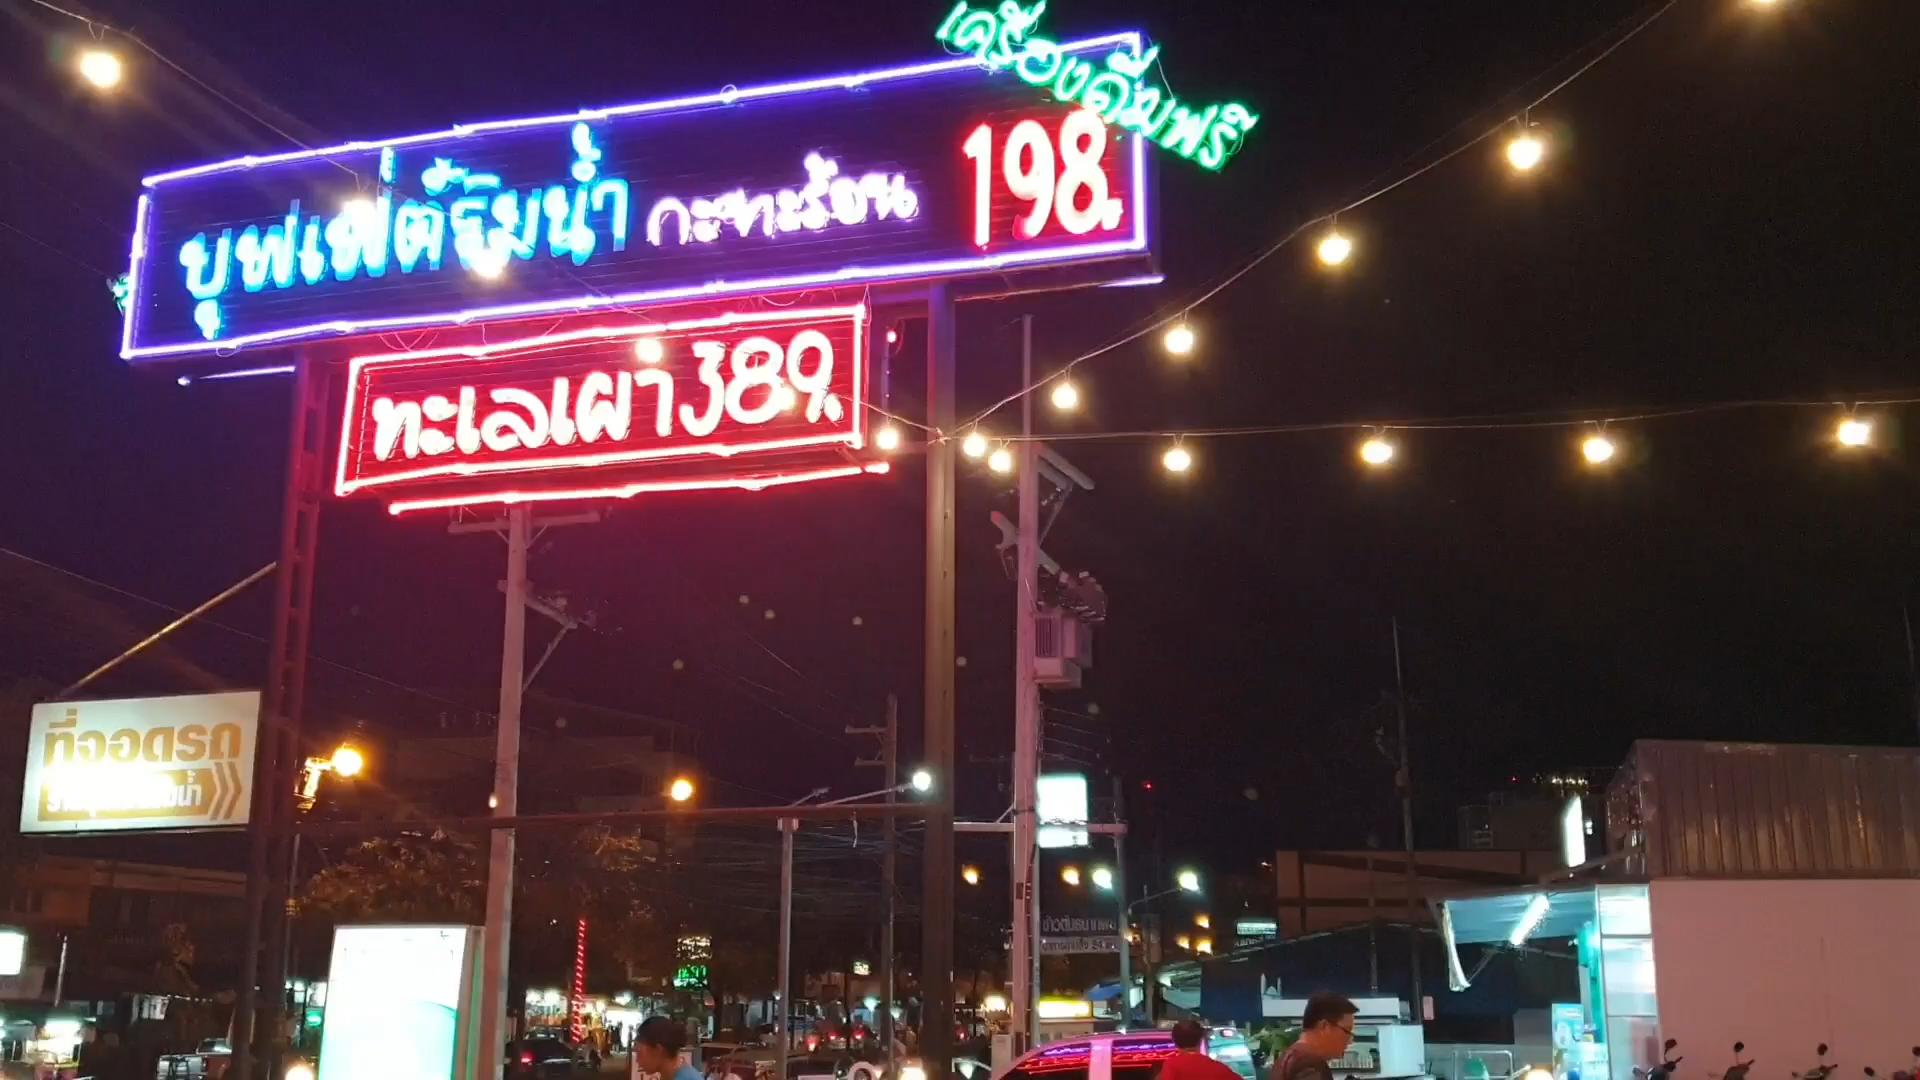 เครื่องดื่มฟรี
บุฟเฟ่ต์ริมน้ำ กะทะร้อน 198.
ทะเลเผา 389.
ที่จอดรถ